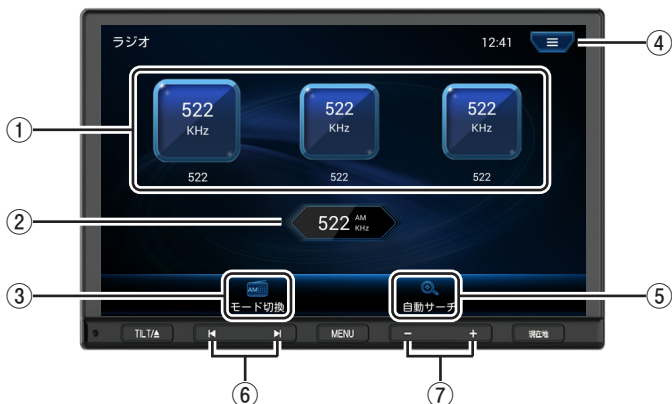 ラジオ 12:41
④
522 522 522
KHz KHz KHz
①
522 522 522
②
522 AM KHz
③
AM
モード切換 自動サーチ
⑤
TILT/≜ MENU − + 現在地
⑥ ⑦